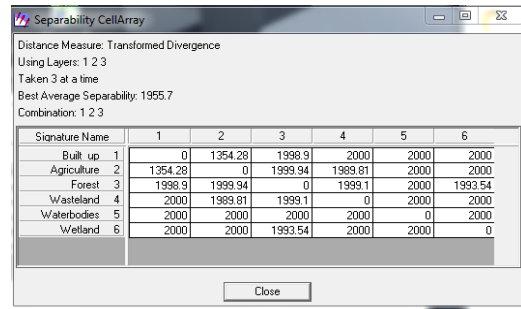 Separability CellArray
Distance Measure: Transformed Divergence
Using Layers: 1 2 3
Taken 3 at a time
Best Average Separability: 1955.7
Combination: 1 2 3
Signature Name 1 2 3 4 5 6
Built up 1 0 1354.28 1998.9 2000 2000 2000
Agriculture 2 1354.28 0 1999.94 1989.81 2000 2000
Forest 3 1998.9 1999.94 0 1999.1 2000 1993.54
Wasteland 4 2000 1989.81 1999.1 0 2000 2000
Waterbodies 5 2000 2000 2000 2000 0 2000
Wetland 6 2000 2000 1993.54 2000 2000 0
Close